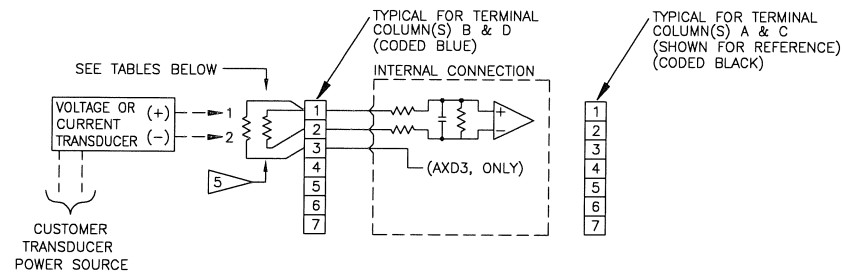 TYPICAL FOR TERMINAL
COLUMN(S) B & D
(CODED BLUE)
TYPICAL FOR TERMINAL
COLUMN(S) A & C
(SHOWN FOR REFERENCE)
(CODED BLACK)
SEE TABLES BELOW
INTERNAL CONNECTION
VOLTAGE OR (+)
CURRENT
TRANSDUCER (-)
1
2
5
1
2
3
4
5
6
7
+
-
(AXD3, ONLY)
1
2
3
4
5
6
7
CUSTOMER
TRANSDUCER
POWER SOURCE